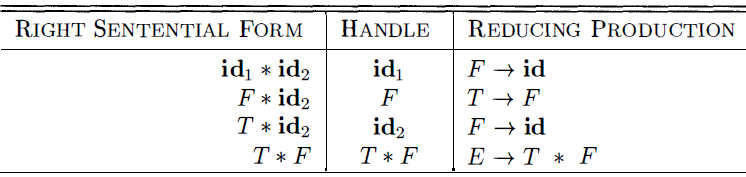 RIGHT SENTENTIAL FORM HANDLE REDUCING PRODUCTION
id₁ * id₂ id₁ F → id
F * id₂ F T → F
T * id₂ id₂ F → id
T * F T * F E → T * F